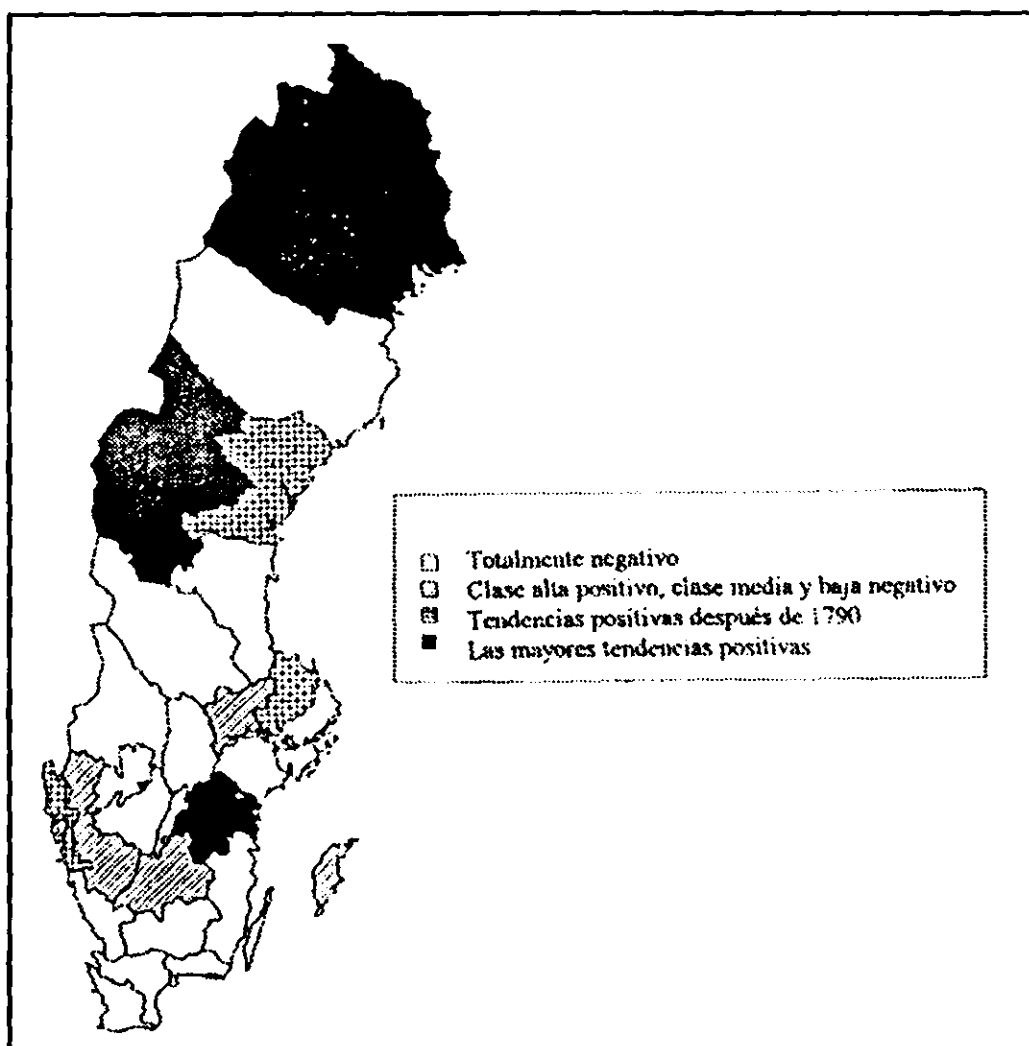 Totalmente negativo
Clase alta positivo, clase media y baja negativo
Tendencias positivas después de 1790
Las mayores tendencias positivas